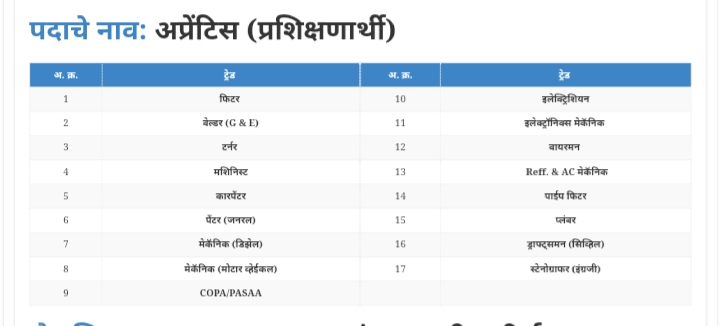 पदाचे नाव: अप्रेंटिस (प्रशिक्षणार्थी)
अ. क्र. ट्रेड अ. क्र. ट्रेड
1 फिटर 10 इलेक्ट्रिशियन
2 वेल्डर (G & E) 11 इलेक्ट्रॉनिक्स मेकॅनिक
3 टर्नर 12 वायरमन
4 मशिनिस्ट 13 Reff. & AC मेकॅनिक
5 कारपेंटर 14 पाईप फिटर
6 पेंटर (जनरल) 15 प्लंबर
7 मेकॅनिक (डिझेल) 16 ड्राफ्ट्समन (सिव्हिल)
8 मेकॅनिक (मोटार व्हेईकल) 17 स्टेनोग्राफर (इंग्रजी)
9 COPA/PASAA